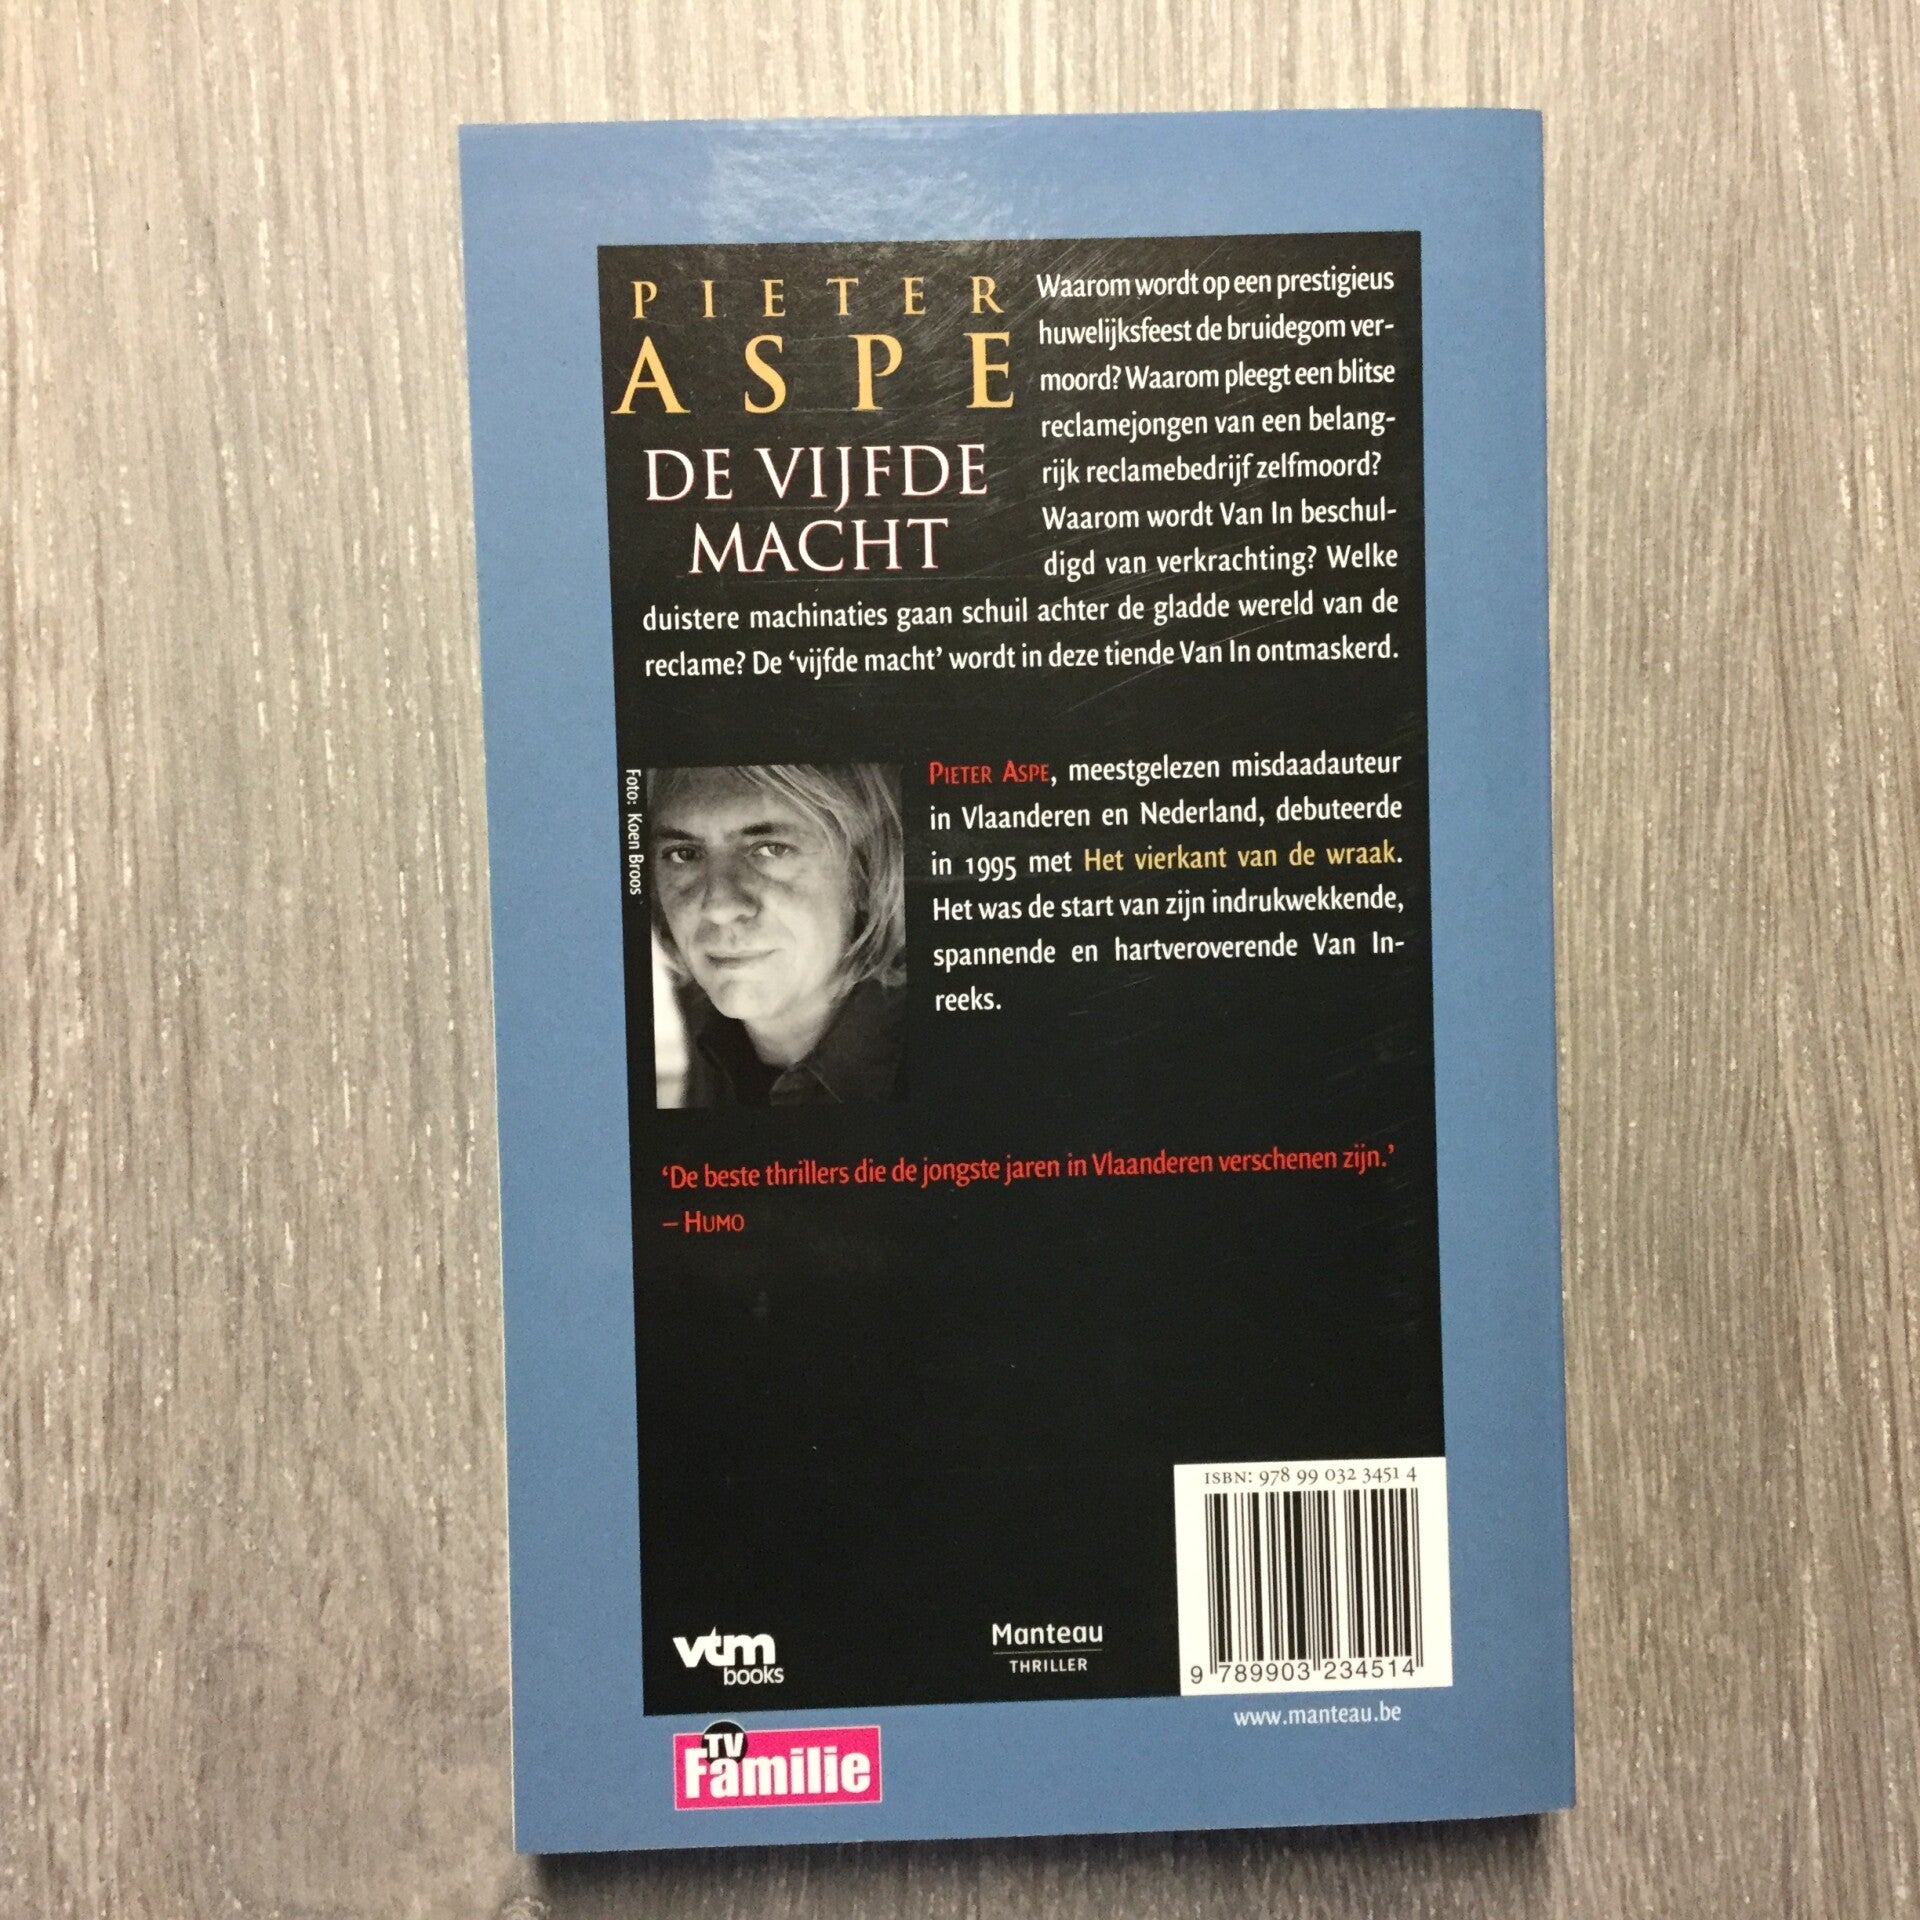 PIETER
ASPE
DE VIJFDE
MACHT
Waarom wordt op een prestigieus
huwelijksfeest de bruidegom ver-
moord? Waarom pleegt een blitse
reclamejongen van een belang-
rijk reclamebedrijf zelfmoord?
Waarom wordt Van In beschul-
digd van verkrachting? Welke
duistere machinaties gaan schuil achter de gladde wereld van de
reclame? De ‘vijfde macht’ wordt in deze tiende Van In ontmaskerd.
Foto: Koen Broos
PIETER ASPE, meestgelezen misdaadauteur
in Vlaanderen en Nederland, debuteerde
in 1995 met Het vierkant van de wraak.
Het was de start van zijn indrukwekkende,
spannende en hartveroverende Van In-
reeks.
‘De beste thrillers die de jongste jaren in Vlaanderen verschenen zijn.’
– HUMO
ISBN: 978 99 032 3451 4
9 789903 234514
vtm
books
Manteau
THRILLER
www.manteau.be
TV
Familie